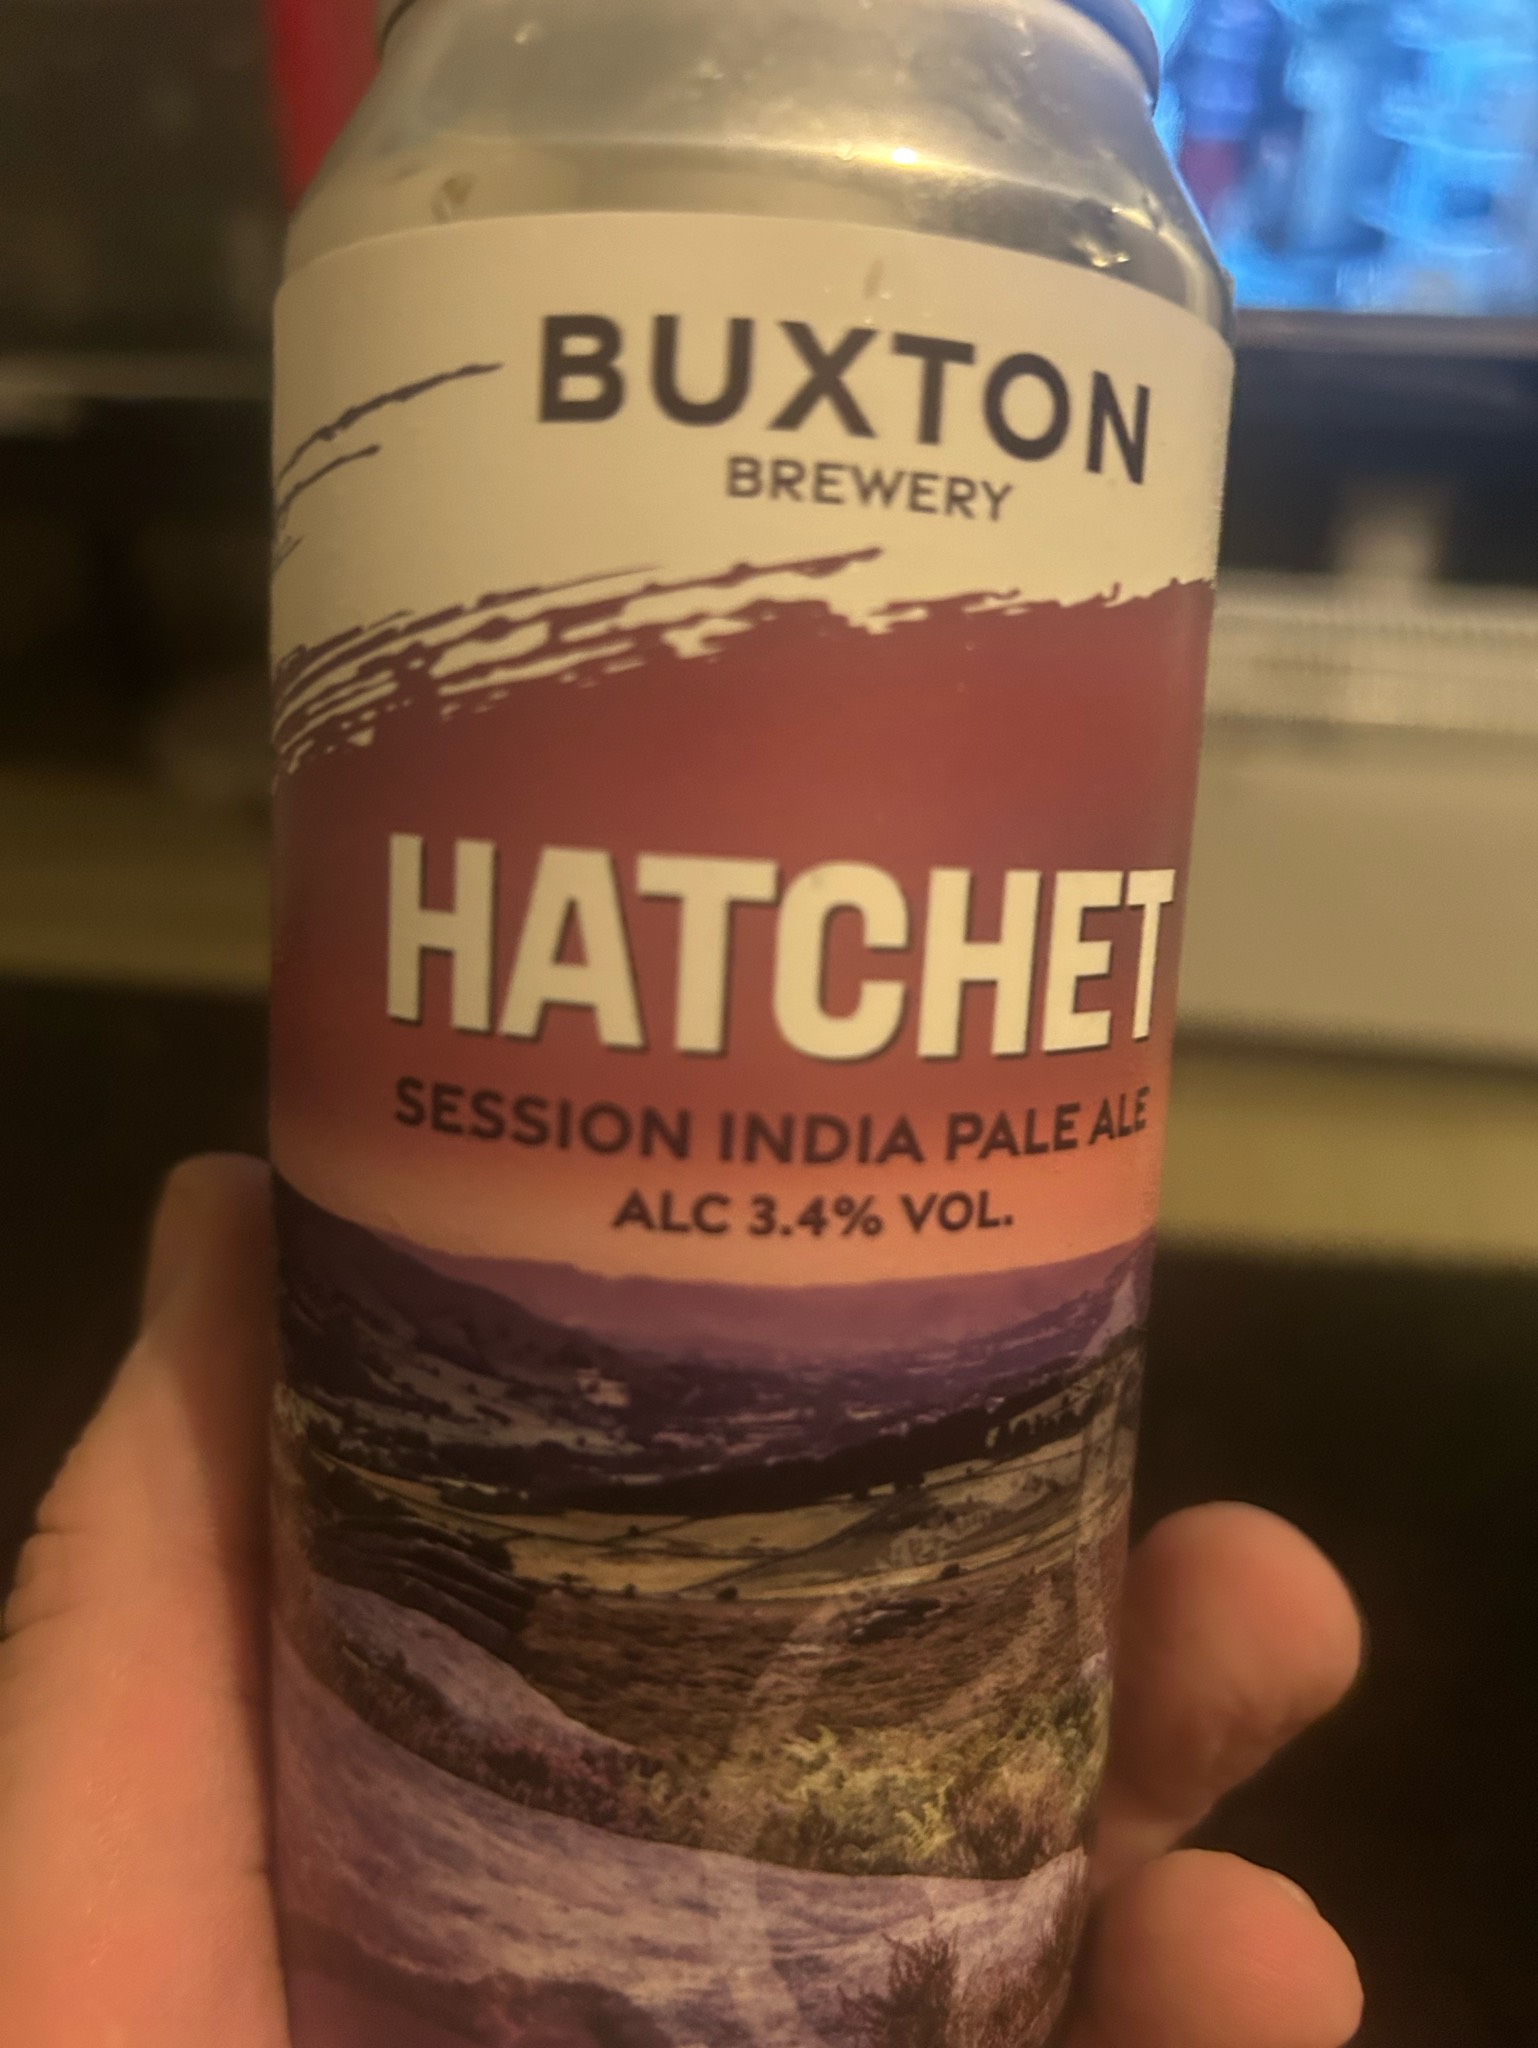 BUXTON
BREWERY
HATCHET
SESSION INDIA PALE ALE
ALC 3.4% VOL.